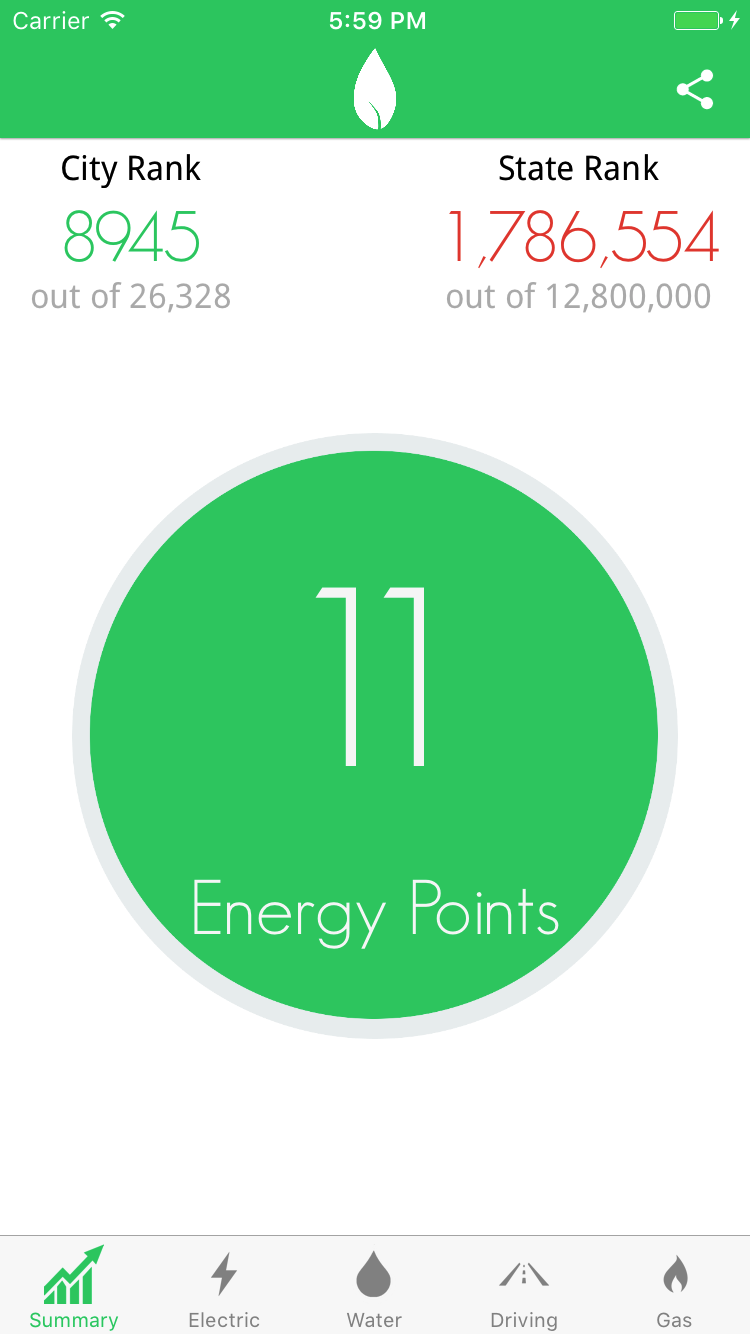 Carrier
5:59 PM
City Rank
8945
out of 26,328
State Rank
1,786,554
out of 12,800,000
11
Energy Points
Summary
Electric
Water
Driving
Gas